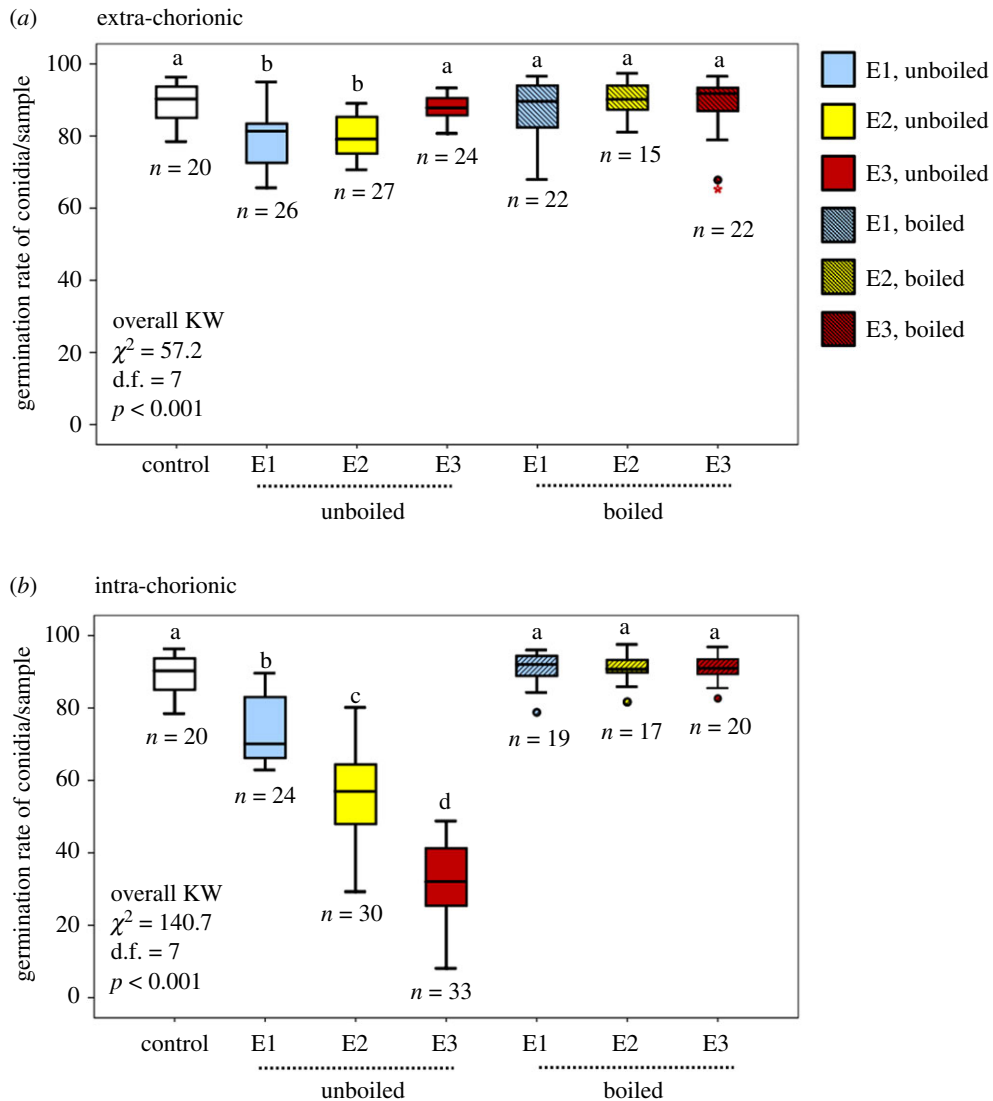 (a) extra-chorionic
germination rate of conidia/sample
100
80
60
40
20
0
a
b
b
a
a
a
a
n = 20
n = 26
n = 27
n = 24
n = 22
n = 15
n = 22
*
overall KW
χ² = 57.2
d.f. = 7
p < 0.001
control E1 E2 E3 E1 E2 E3
unboiled boiled
E1, unboiled
E2, unboiled
E3, unboiled
E1, boiled
E2, boiled
E3, boiled
(b) intra-chorionic
germination rate of conidia/sample
100
80
60
40
20
0
a
b
c
d
a
a
a
n = 20
n = 24
n = 30
n = 33
n = 19
n = 17
n = 20
overall KW
χ² = 140.7
d.f. = 7
p < 0.001
control E1 E2 E3 E1 E2 E3
unboiled boiled